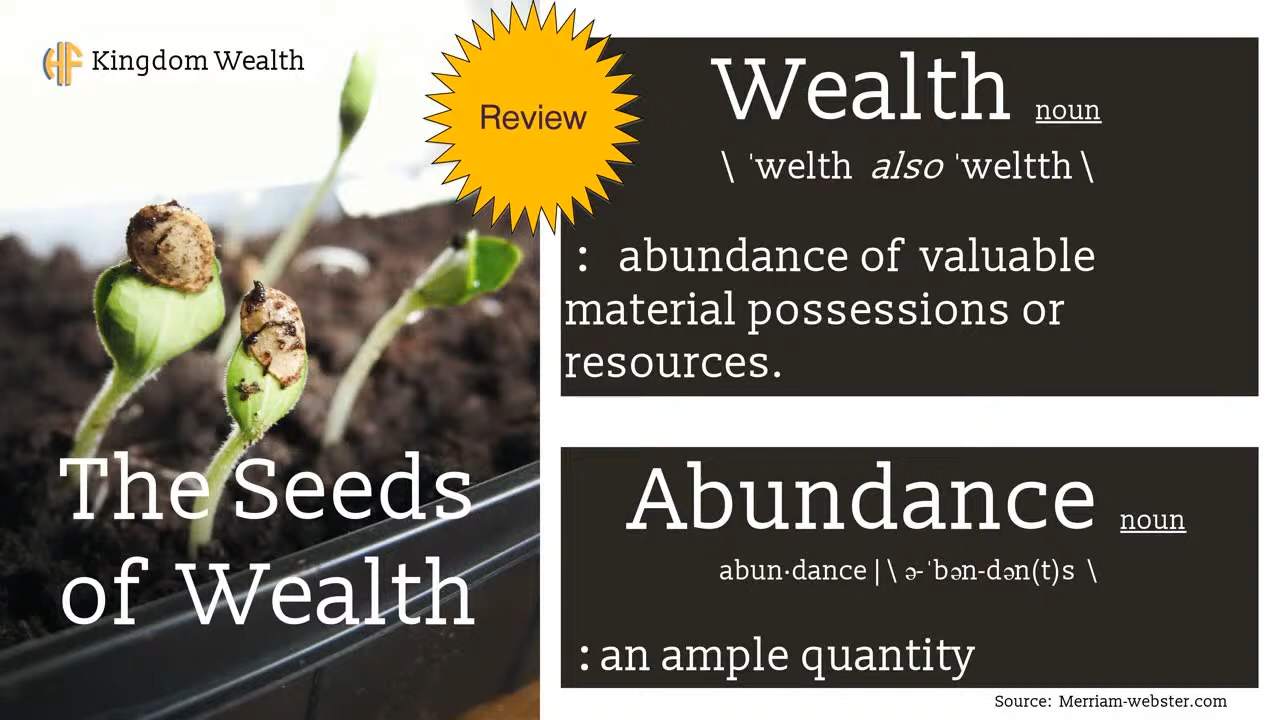 HF Kingdom Wealth
Review
The Seeds
of Wealth
Wealth noun
\ ˈwelth also ˈweltth \
: abundance of valuable
material possessions or
resources.
Abundance noun
abun·dance | \ ə-ˈbən-dən(t)s \
: an ample quantity
Source: Merriam-webster.com